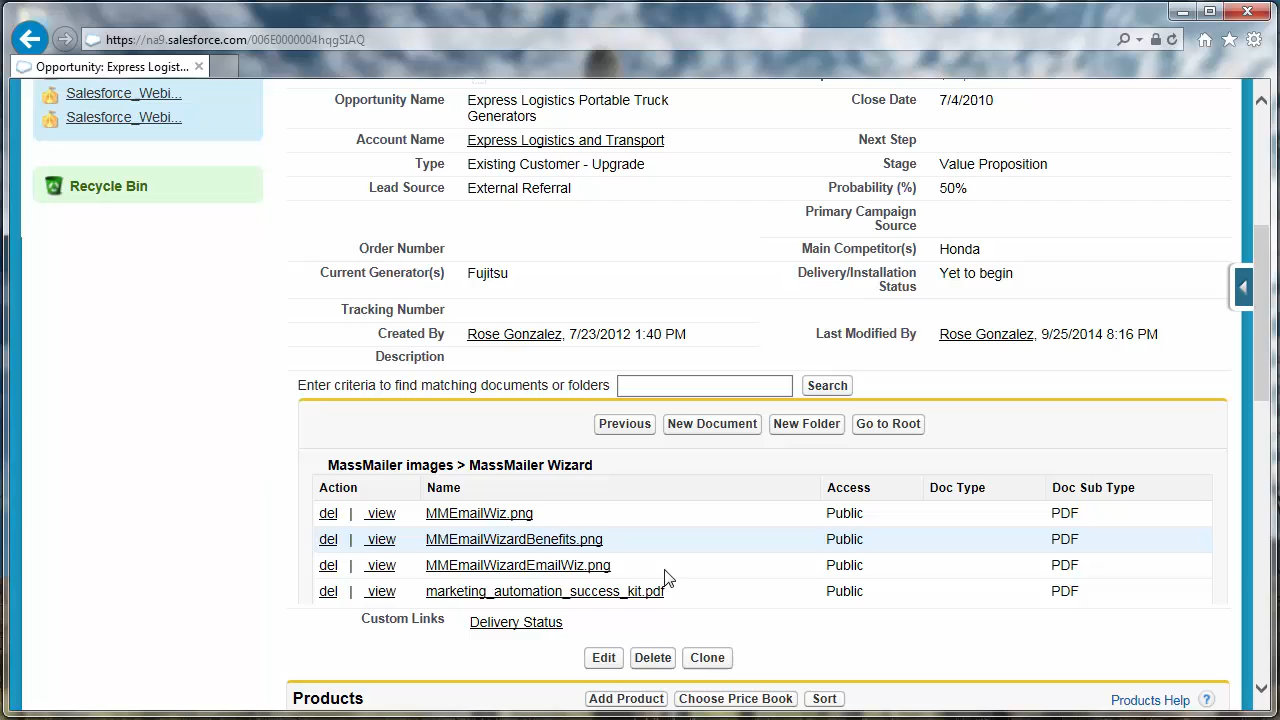 https://na9.salesforce.com/006E0000004hqgSIAQ
Opportunity: Express Logist...
Salesforce_Webi...
Salesforce_Webi...
Recycle Bin
Opportunity Name Express Logistics Portable Truck Generators Close Date 7/4/2010
Account Name Express Logistics and Transport Next Step
Type Existing Customer - Upgrade Stage Value Proposition
Lead Source External Referral Probability (%) 50%
Primary Campaign Source
Order Number Main Competitor(s) Honda
Current Generator(s) Fujitsu Delivery/Installation Status Yet to begin
Tracking Number
Created By Rose Gonzalez, 7/23/2012 1:40 PM Last Modified By Rose Gonzalez, 9/25/2014 8:16 PM
Description
Enter criteria to find matching documents or folders Search
Previous New Document New Folder Go to Root
MassMailer images > MassMailer Wizard
Action Name Access Doc Type Doc Sub Type
del | view MMEmailWiz.png Public PDF
del | view MMEmailWizardBenefits.png Public PDF
del | view MMEmailWizardEmailWiz.png Public PDF
del | view marketing_automation_success_kit.pdf Public PDF
Custom Links Delivery Status
Edit Delete Clone
Products Add Product Choose Price Book Sort Products Help ?